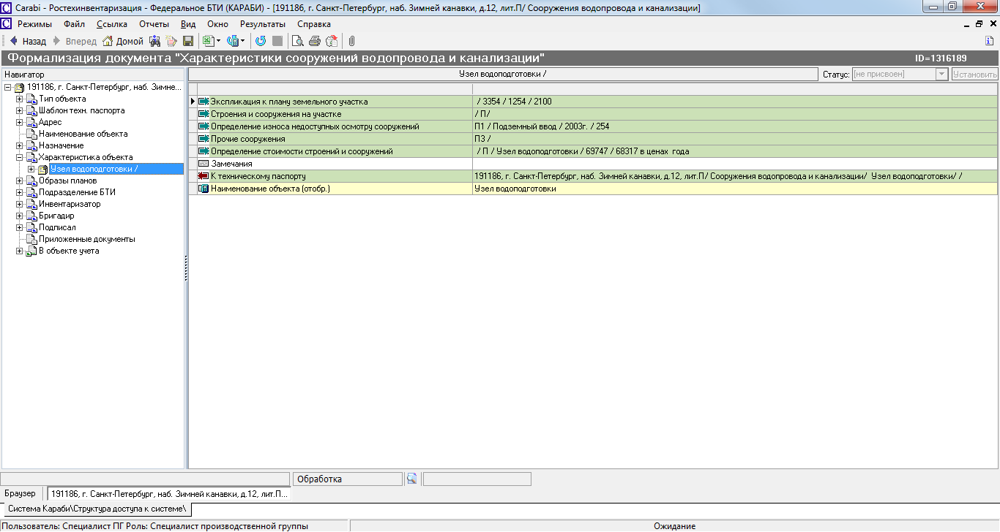 Carabi - Ростехинвентаризация - Федеральное БТИ (КАРАБИ) - [191186, г. Санкт-Петербург, наб. Зимней канавки, д.12, лит.П/ Сооружения водопровода и канализации]
Режимы Файл Ссылка Отчеты Вид Окно Результаты Справка
Назад Вперед Домой
Формализация документа "Характеристики сооружений водопровода и канализации" ID=1316189
Навигатор
191186, г. Санкт-Петербург, наб. Зимне...
Тип объекта
Шаблон техн. паспорта
Адрес
Наименование объекта
Назначение
Характеристика объекта
Узел водоподготовки /
Образы планов
Подразделение БТИ
Инвентаризатор
Бригадир
Подписал
Приложенные документы
В объекте учета
Узел водоподготовки / Статус: [не присвоен] Установить
Экспликация к плану земельного участка / 3354 / 1254 / 2100
Строения и сооружения на участке / П/
Определение износа недоступных осмотру сооружений П1 / Подземный ввод / 2003г. / 254
Прочие сооружения П3 /
Определение стоимости строений и сооружений / П / Узел водоподготовки / 69747 / 68317 в ценах года
Замечания
К техническому паспорту 191186, г. Санкт-Петербург, наб. Зимней канавки, д.12, лит.П/ Сооружения водопровода и канализации/ Узел водоподготовки/ /
Наименование объекта (отобр.) Узел водоподготовки
Обработка
Браузер 191186, г. Санкт-Петербург, наб. Зимней канавки, д.12, лит.П...
Система Караби\Структура доступа к системе\
Пользователь: Специалист ПГ Роль: Специалист производственной группы Ожидание